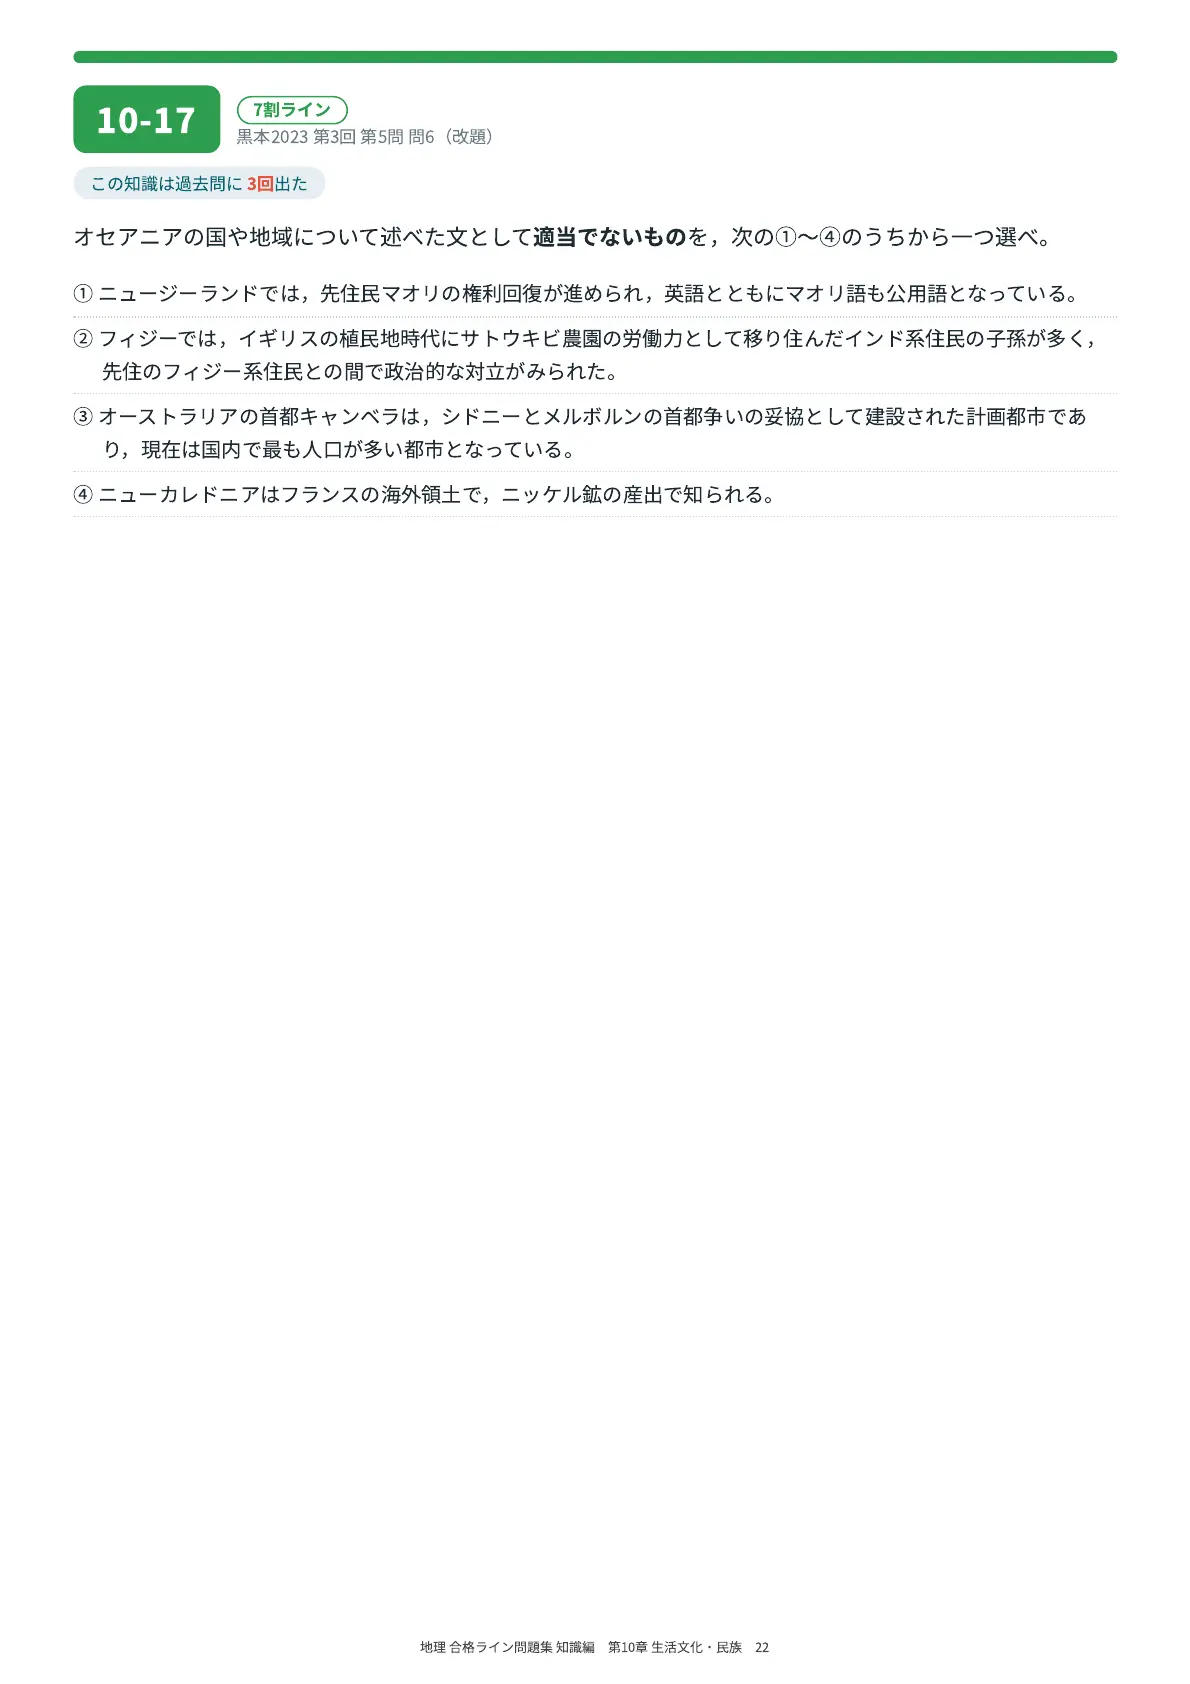 10-17
7割ライン
黒本2023 第3回 第5問 問6（改題）
この知識は過去問に 3回出た
オセアニアの国や地域について述べた文として適当でないものを，次の①～④のうちから一つ選べ。
① ニュージーランドでは，先住民マオリの権利回復が進められ，英語とともにマオリ語も公用語となっている。
② フィジーでは，イギリスの植民地時代にサトウキビ農園の労働力として移り住んだインド系住民の子孫が多く，
先住のフィジー系住民との間で政治的な対立がみられた。
③ オーストラリアの首都キャンベラは，シドニーとメルボルンの首都争いの妥協として建設された計画都市であ
り，現在は国内で最も人口が多い都市となっている。
④ ニューカレドニアはフランスの海外領土で，ニッケル鉱の産出で知られる。
地理 合格ライン問題集 知識編　第10章 生活文化・民族　22